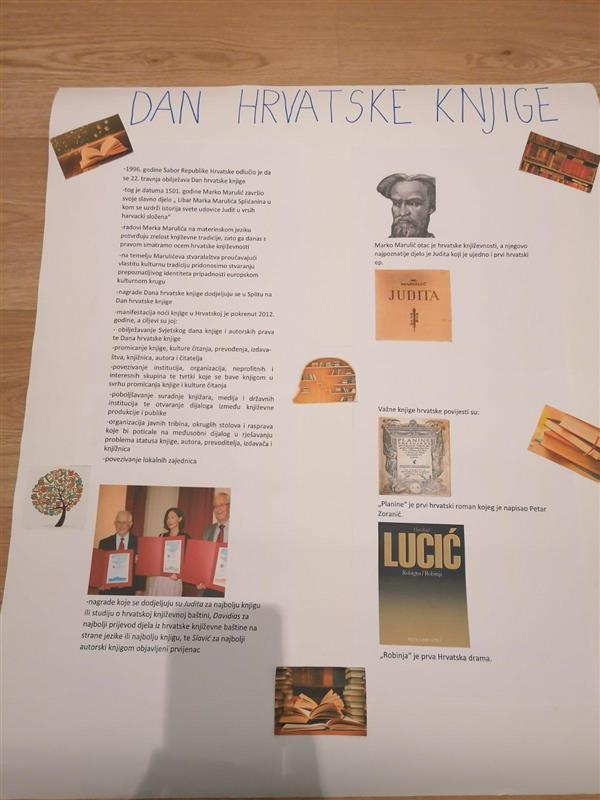 DAN HRVATSKE KNJIGE
-1996. godine Sabor Republike Hrvatske odlučio je da
se 22. travnja obilježava Dan hrvatske knjige
-tog je datuma 1501. godine Marko Marulić završio
svoje slavno djelo „ Libar Marka Marulića Splićanina u
kom se uzdrži istorija svete udovice Judit u vrsih
harvacki složena“
-radovi Marka Marulića na materinskom jeziku
potvrđuju zrelost književne tradicije, zato ga danas s
pravom smatramo ocem hrvatske književnosti
-na temelju Marulićeva stvaralaštva proučavajući
vlastitu kulturnu tradiciju pridonosimo stvaranju
prepoznatljivog identiteta pripadnosti europskom
kulturnom krugu
-nagrade Dana hrvatske knjige dodjeljuju se u Splitu na
Dan hrvatske knjige
-manifestacija noći knjige u Hrvatskoj je pokrenut 2012.
godine, a ciljevi su joj:
- obilježavanje Svjetskog dana knjige i autorskih prava
te Dana hrvatske knjige
-promicanje knjige, kulture čitanja, prevođenja, izdava-
štva, knjižnica, autora i čitatelja
-povezivanje institucija, organizacija, neprofitnih i
interesnih skupina te tvrtki koje se bave knjigom u
svrhu promicanja knjige i kulture čitanja
-poboljšavanje suradnje knjižara, medija i državnih
institucija te otvaranje dijaloga između književne
produkcije i publike
-organizacija javnih tribina, okruglih stolova i rasprava
koje bi poticale na međusobni dijalog u rješavanju
problema statusa knjige, autora, prevoditelja, izdavača i
knjižnica
-povezivanje lokalnih zajednica
-nagrade koje se dodjeljuju su Judita za najbolju knjigu
ili studiju o hrvatskoj književnoj baštini, Davidias za
najbolji prijevod djela iz hrvatske književne baštine na
strane jezike ili najbolju knjigu, te Slavić za najbolji
autorski knjigom objavljeni prvijenac
Marko Marulić otac je hrvatske književnosti, a njegovo
najpoznatije djelo je Judita koji je ujedno i prvi hrvatski
ep.
MARULIĆ
JUDITA
Važne knjige hrvatske povijesti su:
PLANINE
„Planine“ je prvi hrvatski roman kojeg je napisao Petar
Zoranić.
Hanibal
LUCIĆ
Robinja
„Robinja“ je prva Hrvatska drama.